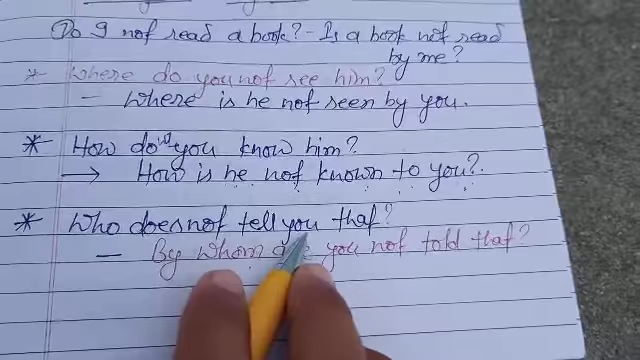 Do I not read a book? - Is a book not read
by me?
* Where do you not see him?
- Where is he not seen by you.
* How don't you know him?
→ How is he not known to you?
* Who does not tell you that?
- By whom are you not told that?